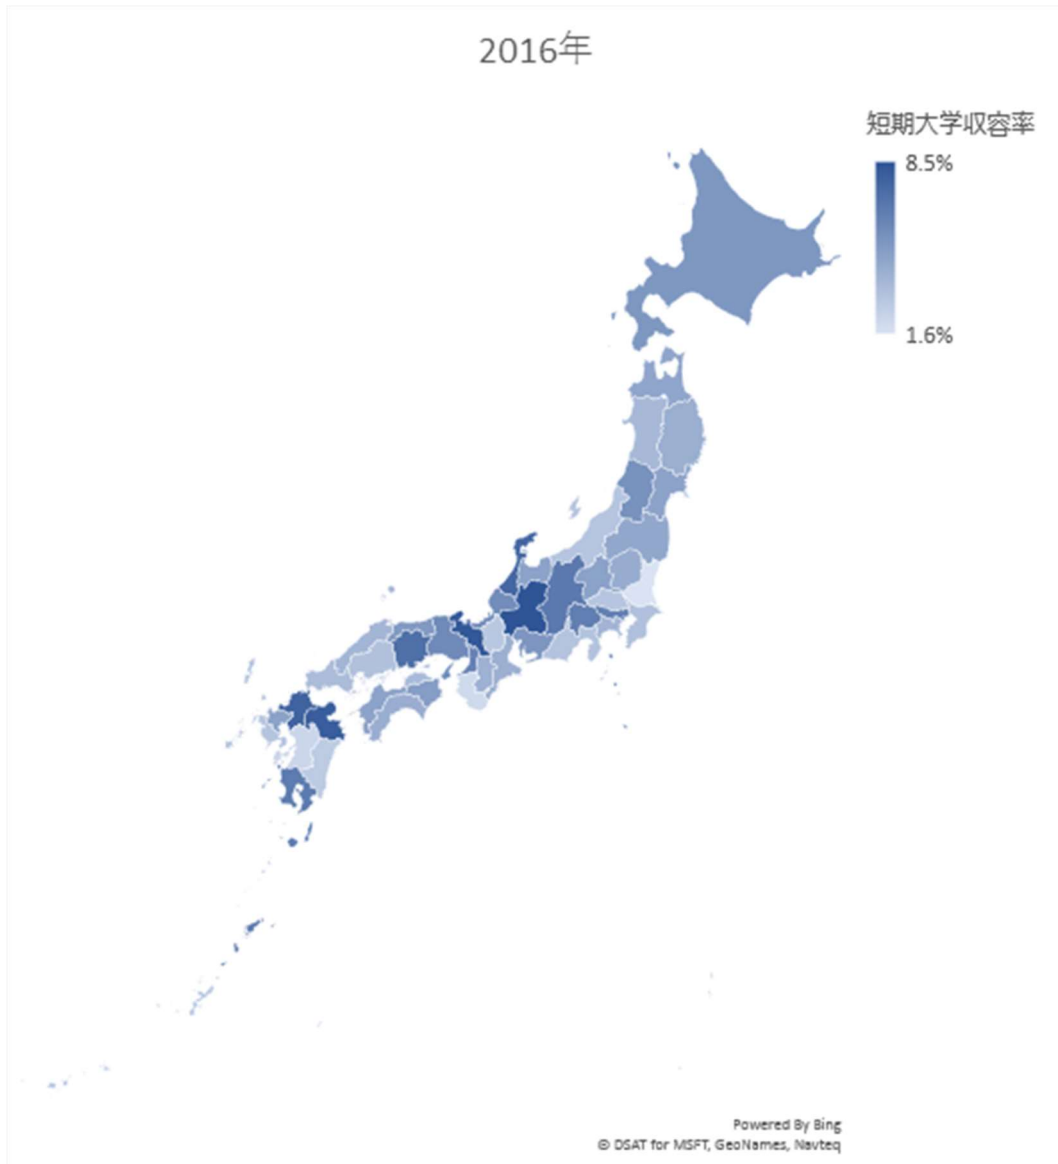 2016年
短期大学収容率
8.5%
1.6%
Powered By Bing
© DSAT for MSFT, GeoNames, Navteq